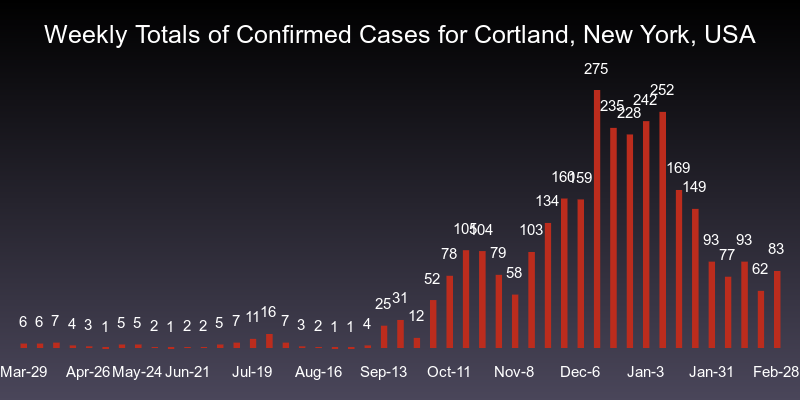 Weekly Totals of Confirmed Cases for Cortland, New York, USA
6 6 7 4 3 1 5 5 2 1 2 2 5 7 11 16 7 3 2 1 1 4 25 31 12 52 78 105 104 79 58 103 134 160 159 275 235 228 242 252 169 149 93 77 93 62 83
Mar-29 Apr-26 May-24 Jun-21 Jul-19 Aug-16 Sep-13 Oct-11 Nov-8 Dec-6 Jan-3 Jan-31 Feb-28